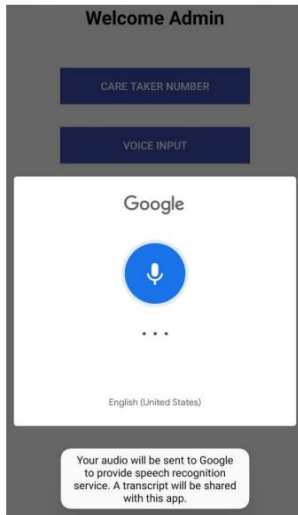 Welcome Admin
CARE TAKER NUMBER
VOICE INPUT
Google
...
English (United States)
Your audio will be sent to Google
to provide speech recognition
service. A transcript will be shared
with this app.